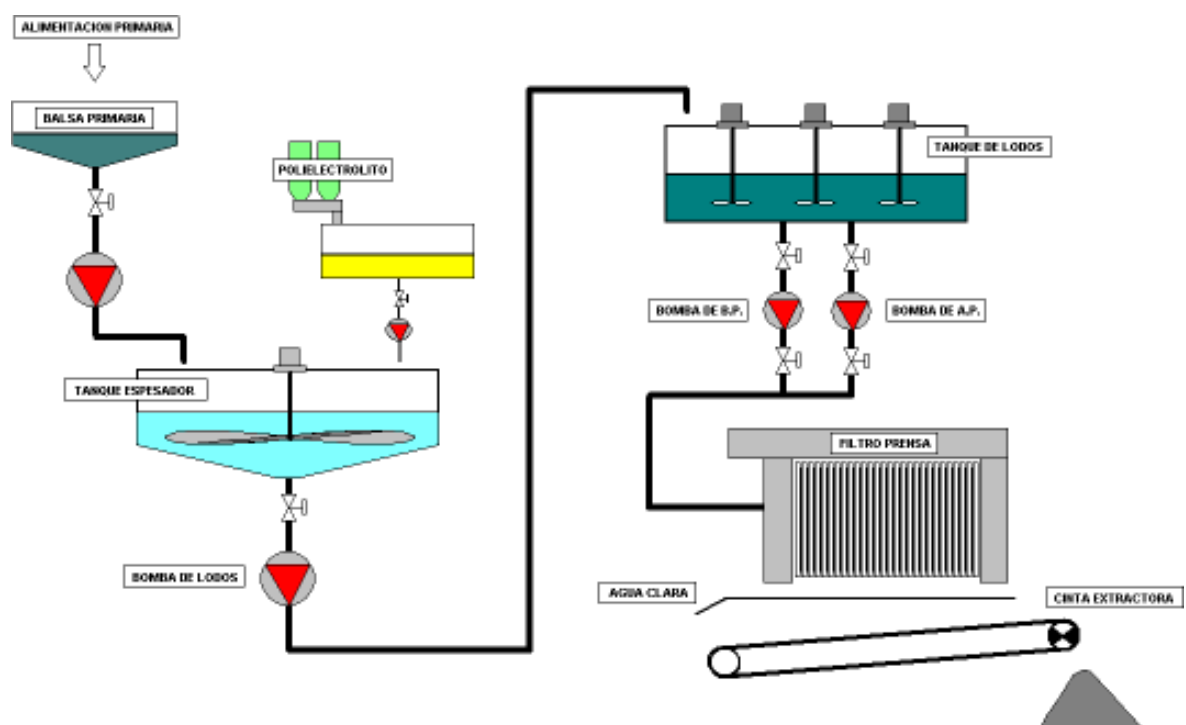 ALIMENTACION PRIMARIA
BALSA PRIMARIA
POLIELECTROLITO
TANQUE DE LODOS
BOMBA DE B.P.
BOMBA DE A.P.
TANQUE ESPESADOR
FILTRO PRENSA
BOMBA DE LODOS
AGUA CLARA
CINTA EXTRACTORA